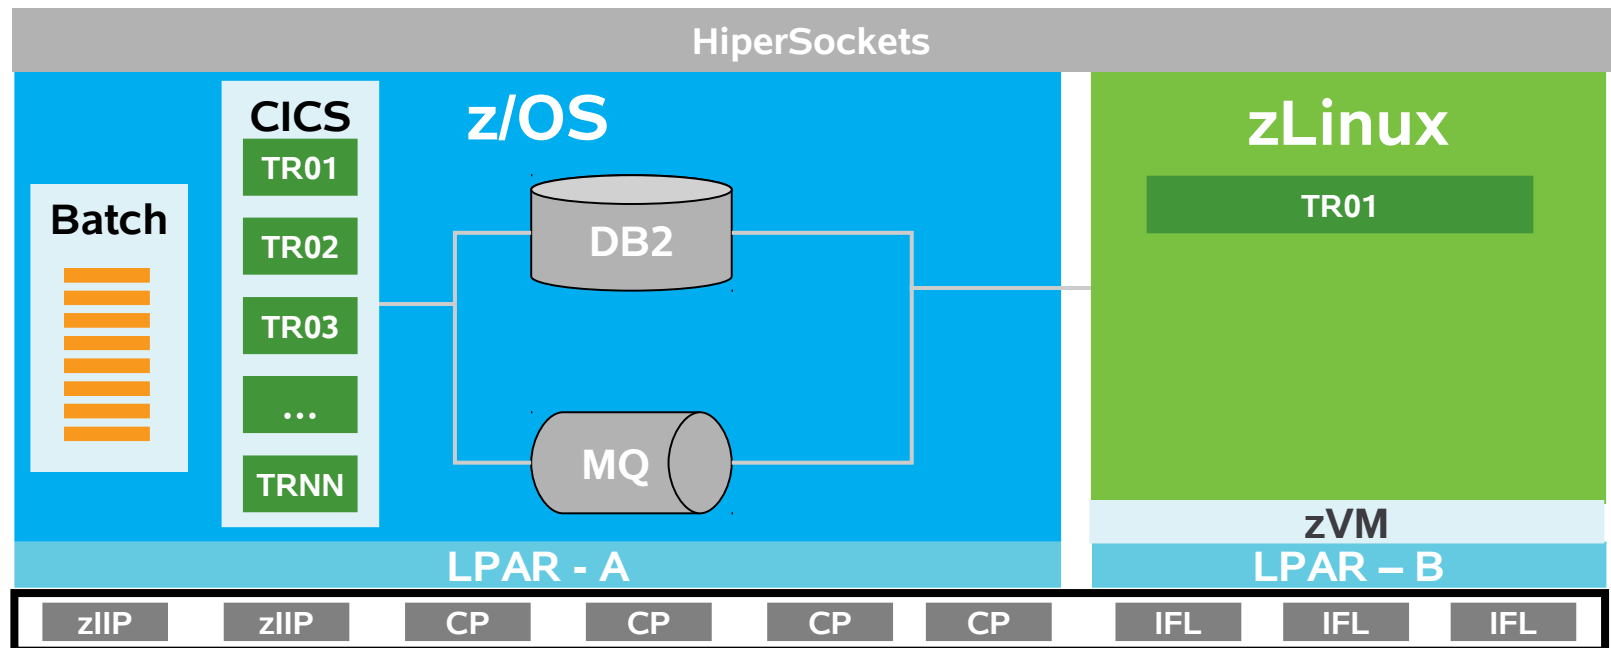 HiperSockets
z/OS
CICS
TR01
TR02
TR03
...
TRNN
Batch
DB2
MQ
LPAR - A
zLinux
TR01
zVM
LPAR – B
zIIP
zIIP
CP
CP
CP
CP
IFL
IFL
IFL